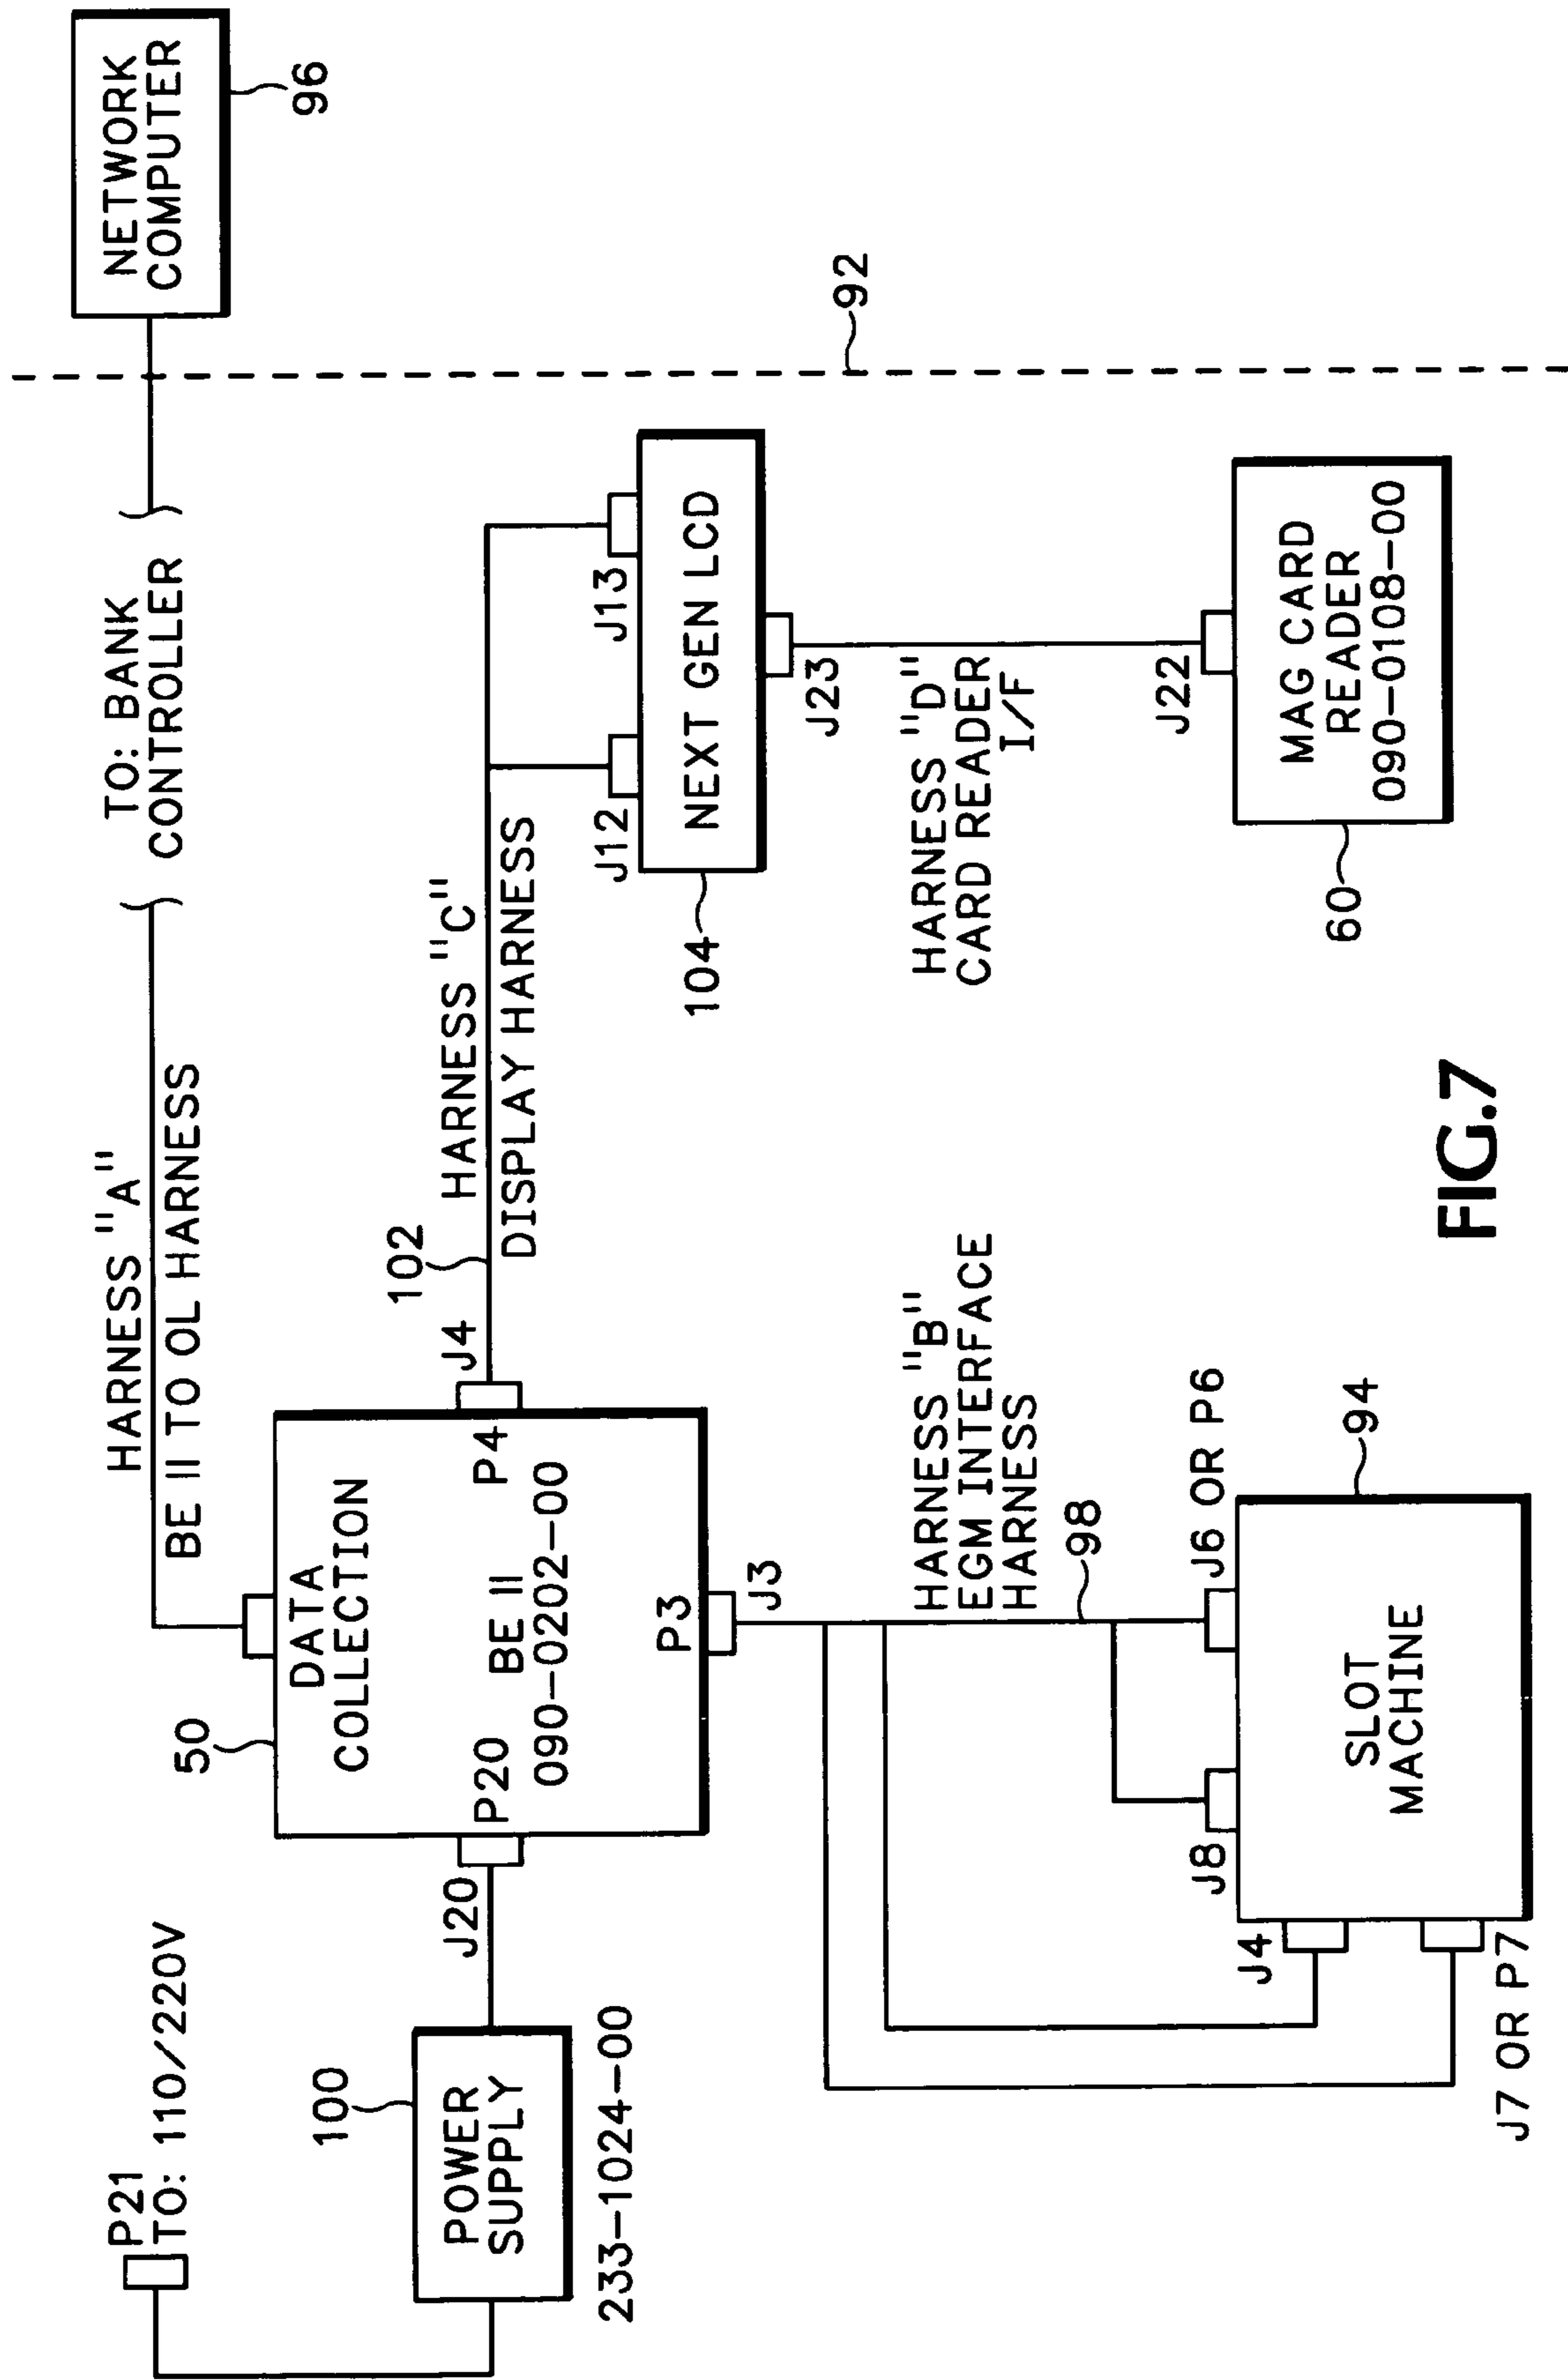 P21
TO: 110/220V
100
POWER
SUPPLY
233-1024-00
J20
50
DATA
COLLECTION
P20 BE II P4
090-0202-00
P3
J3
J4
HARNESS "A"
BE II TO OL HARNESS
TO: BANK
CONTROLLER
NETWORK
COMPUTER
96
92
102
HARNESS "C"
DISPLAY HARNESS
J12
J13
NEXT GEN LCD
104
J23
HARNESS "D"
CARD READER
I/F
J22
MAG CARD
READER
090-0108-00
60
HARNESS "B"
EGM INTERFACE
HARNESS
98
J6 OR P6
J8
J4
J7 OR P7
SLOT
MACHINE
94
FIG.7